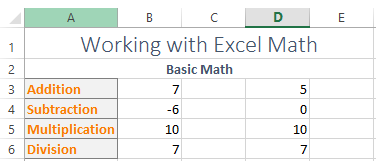 A B C D E
1 Working with Excel Math
2 Basic Math
3 Addition 7 5
4 Subtraction -6 0
5 Multiplication 10 10
6 Division 7 7